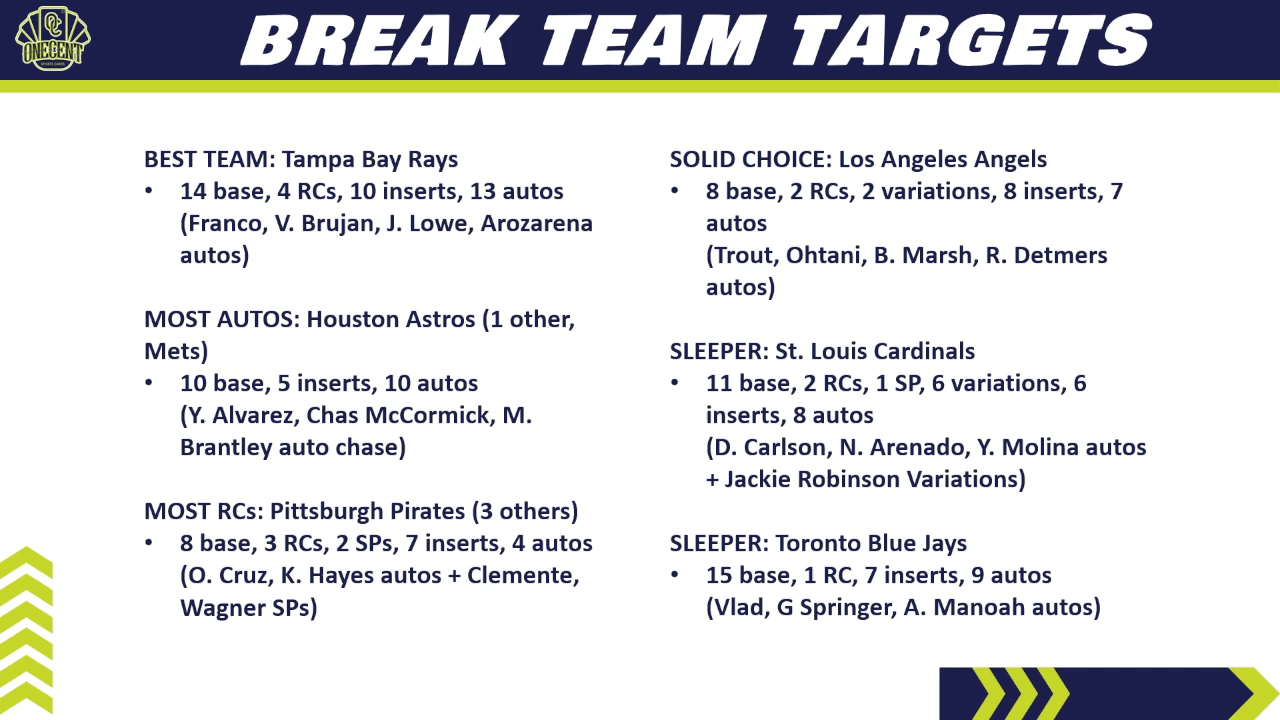 OC
ONEGENT
SPORTS CARDS
BREAK TEAM TARGETS
BEST TEAM: Tampa Bay Rays
• 14 base, 4 RCs, 10 inserts, 13 autos
(Franco, V. Brujan, J. Lowe, Arozarena
autos)
MOST AUTOS: Houston Astros (1 other,
Mets)
• 10 base, 5 inserts, 10 autos
(Y. Alvarez, Chas McCormick, M.
Brantley auto chase)
MOST RCs: Pittsburgh Pirates (3 others)
• 8 base, 3 RCs, 2 SPs, 7 inserts, 4 autos
(O. Cruz, K. Hayes autos + Clemente,
Wagner SPs)
SOLID CHOICE: Los Angeles Angels
• 8 base, 2 RCs, 2 variations, 8 inserts, 7
autos
(Trout, Ohtani, B. Marsh, R. Detmers
autos)
SLEEPER: St. Louis Cardinals
• 11 base, 2 RCs, 1 SP, 6 variations, 6
inserts, 8 autos
(D. Carlson, N. Arenado, Y. Molina autos
+ Jackie Robinson Variations)
SLEEPER: Toronto Blue Jays
• 15 base, 1 RC, 7 inserts, 9 autos
(Vlad, G Springer, A. Manoah autos)